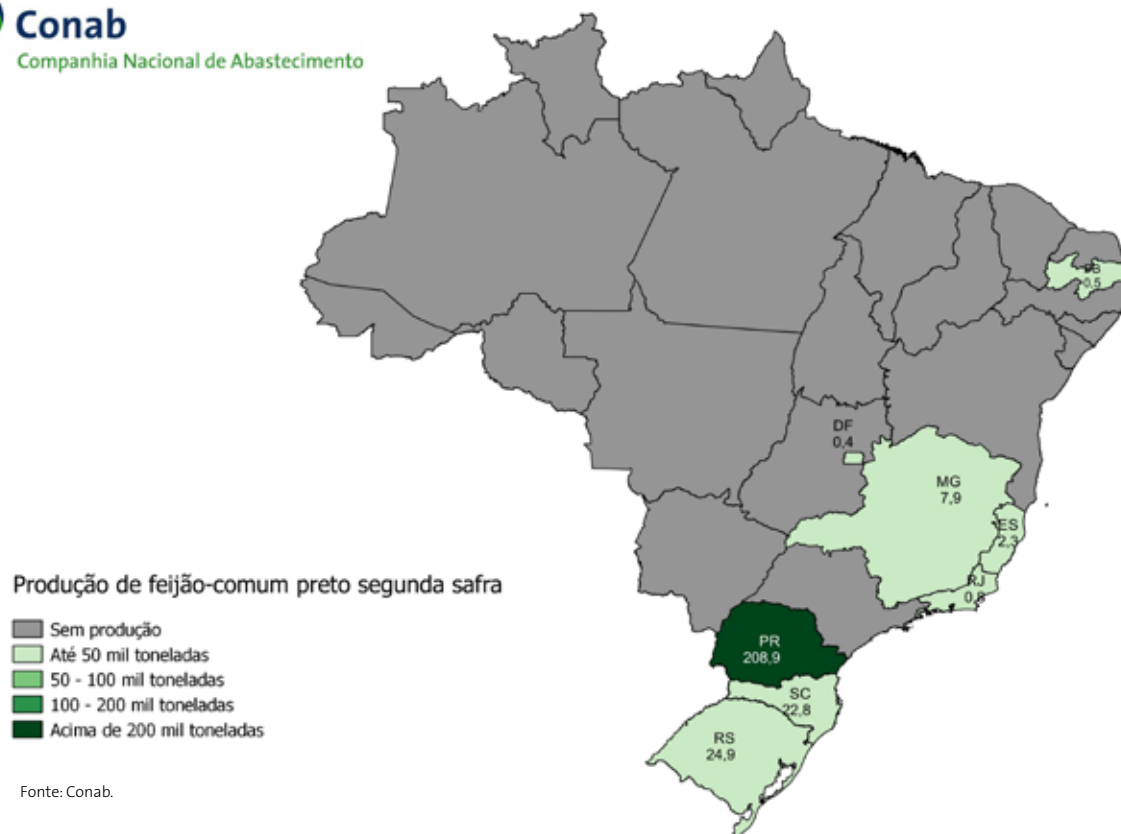 Conab
Companhia Nacional de Abastecimento
PB
0,5
DF
0,4
MG
7,9
ES
2,3
RJ
0,8
PR
208,9
SC
22,8
RS
24,9
Produção de feijão-comum preto segunda safra
Sem produção
Até 50 mil toneladas
50 - 100 mil toneladas
100 - 200 mil toneladas
Acima de 200 mil toneladas
Fonte: Conab.